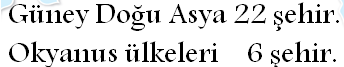 Güney Doğu Asya 22 şehir.
Okyanus ülkeleri 6 şehir.